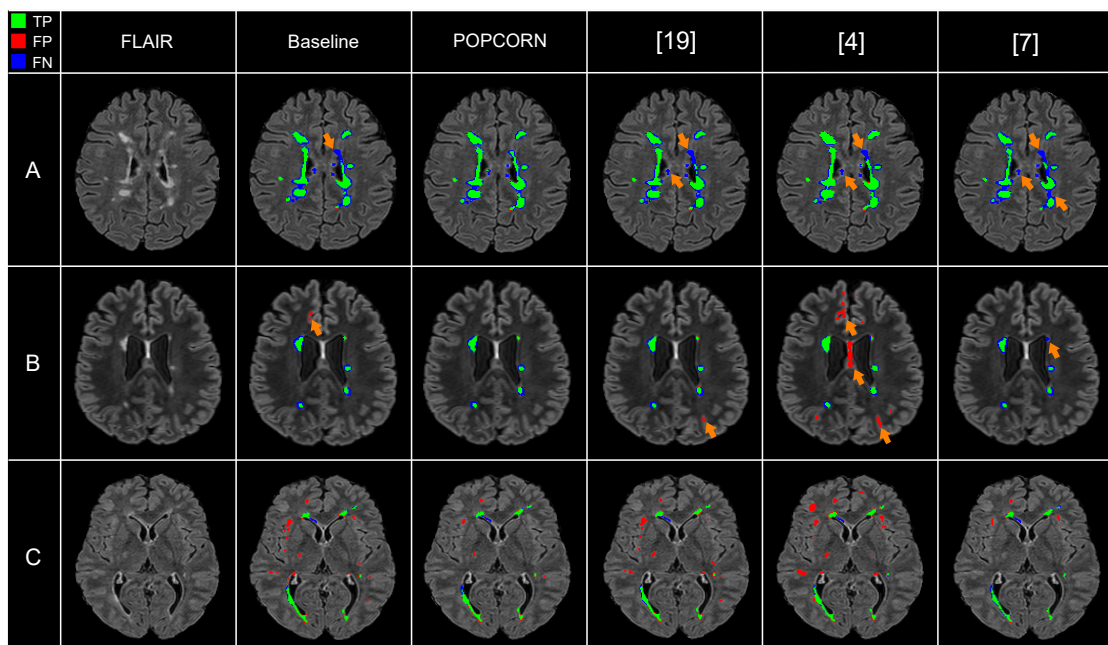 TP
FP
FN
FLAIR
Baseline
POPCORN
[19]
[4]
[7]
A
B
C